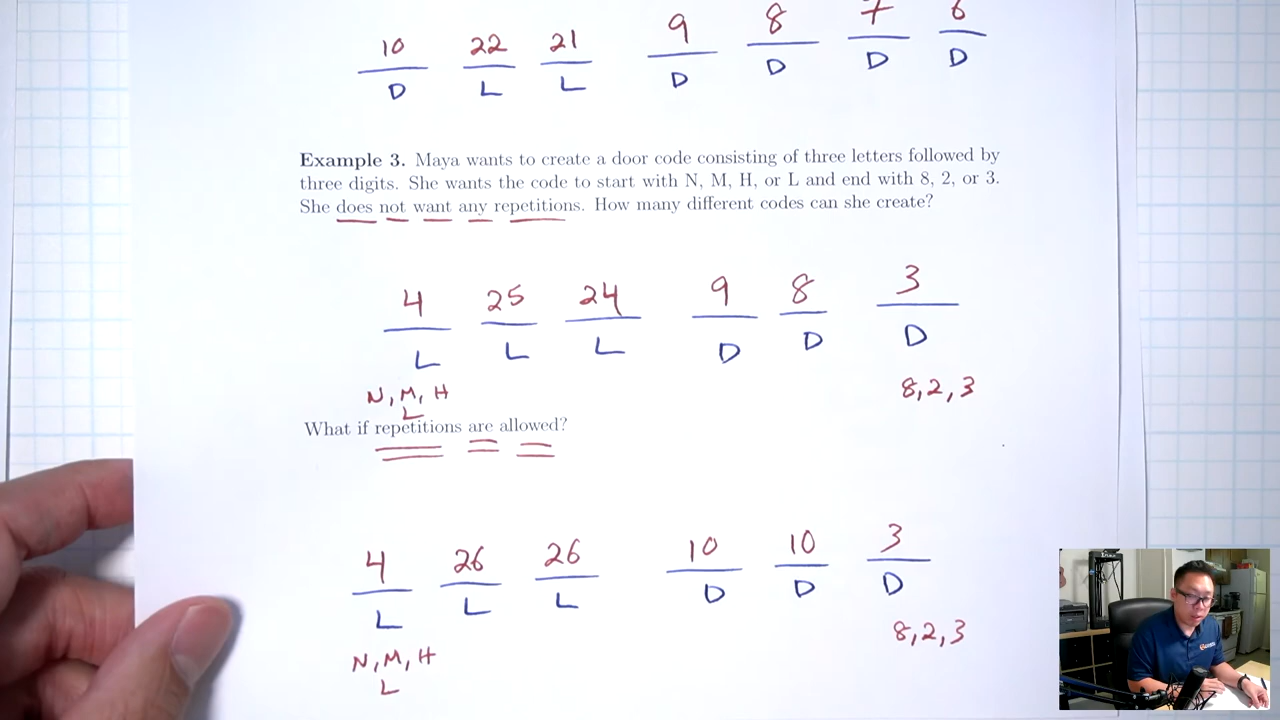 10 22 21 9 8 7 6
D L L D D D D
Example 3. Maya wants to create a door code consisting of three letters followed by
three digits. She wants the code to start with N, M, H, or L and end with 8, 2, or 3.
She does not want any repetitions. How many different codes can she create?
4 25 24 9 8 3
L L L D D D
N, M, H 8, 2, 3
L
What if repetitions are allowed?
4 26 26 10 10 3
L L L D D D
N, M, H 8, 2, 3
L